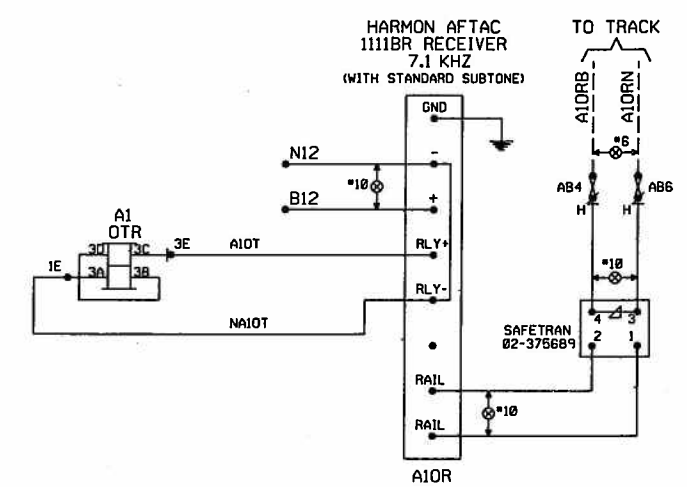 HARMON AFTAC
1111BR RECEIVER
7.1 KHZ
(WITH STANDARD SUBTONE)
TO TRACK
A10RB
A10RN
GND
*6
N12
-
*10
AB4
AB6
B12
+
H
H
A1
OTR
3D
3C
3E
A10T
RLY+
1E
3A
3B
*10
RLY-
4
3
NA10T
SAFETRAN
02-375689
2
1
RAIL
*10
RAIL
A10R